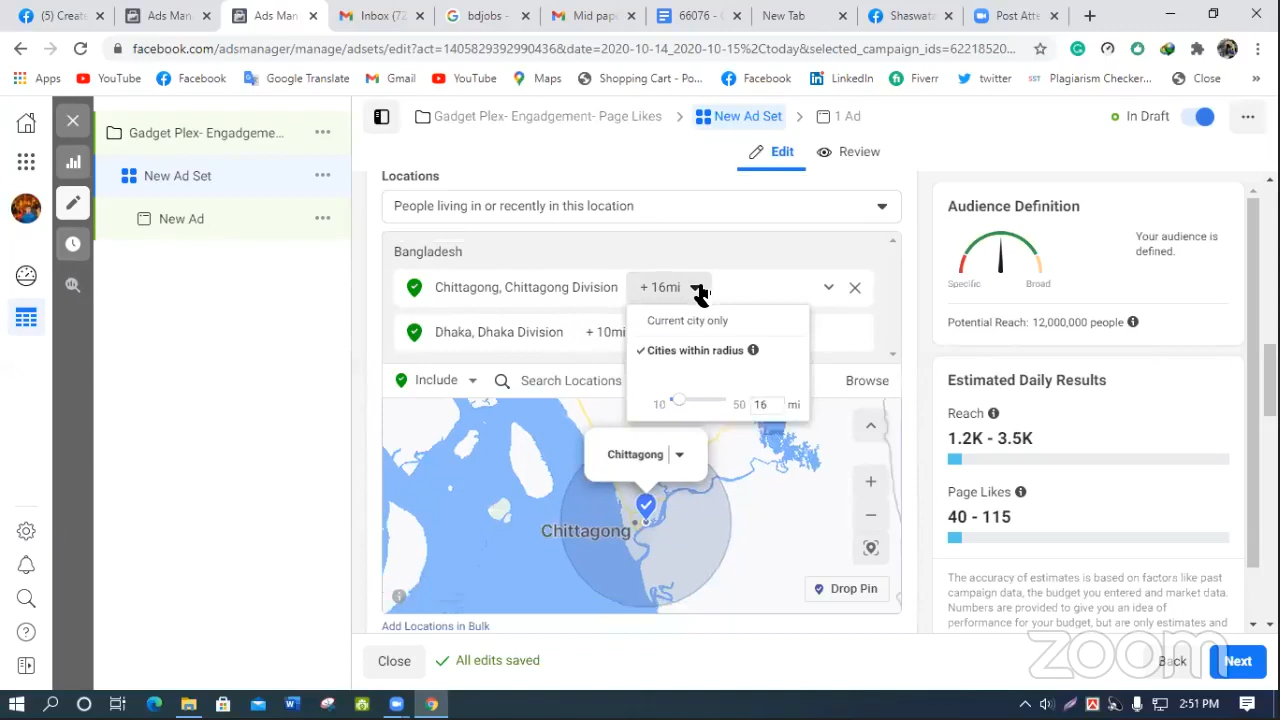 (5) Create
Ads Man
Ads Man
Inbox (72
bdjobs -
Mid pap
66076 -
New Tab
Shaswata
Post Atte
facebook.com/adsmanager/manage/adsets/edit?act=1405829392990436&date=2020-10-14_2020-10-15%2Ctoday&selected_campaign_ids=62218520...
Apps
YouTube
Facebook
Google Translate
Gmail
YouTube
Maps
Shopping Cart - Po...
Facebook
LinkedIn
Fiverr
twitter
SST Plagiarism Checker...
Close
»
Gadget Plex- Engadgement- Page Likes
New Ad Set
1 Ad
In Draft
Edit
Review
Gadget Plex- Engadgeme...
New Ad Set
New Ad
Locations
People living in or recently in this location
Bangladesh
Chittagong, Chittagong Division + 16mi
Dhaka, Dhaka Division + 10mi
Current city only
Cities within radius
10 50 16 mi
Include
Search Locations
Browse
Chittagong
Chittagong
Drop Pin
Add Locations in Bulk
Close
All edits saved
Back
Next
Audience Definition
Your audience is
defined.
Specific
Broad
Potential Reach: 12,000,000 people
Estimated Daily Results
Reach
1.2K - 3.5K
Page Likes
40 - 115
The accuracy of estimates is based on factors like past
campaign data, the budget you entered and market data.
Numbers are provided to give you an idea of
performance for your budget, but are only estimates and
zoom
2:51 PM